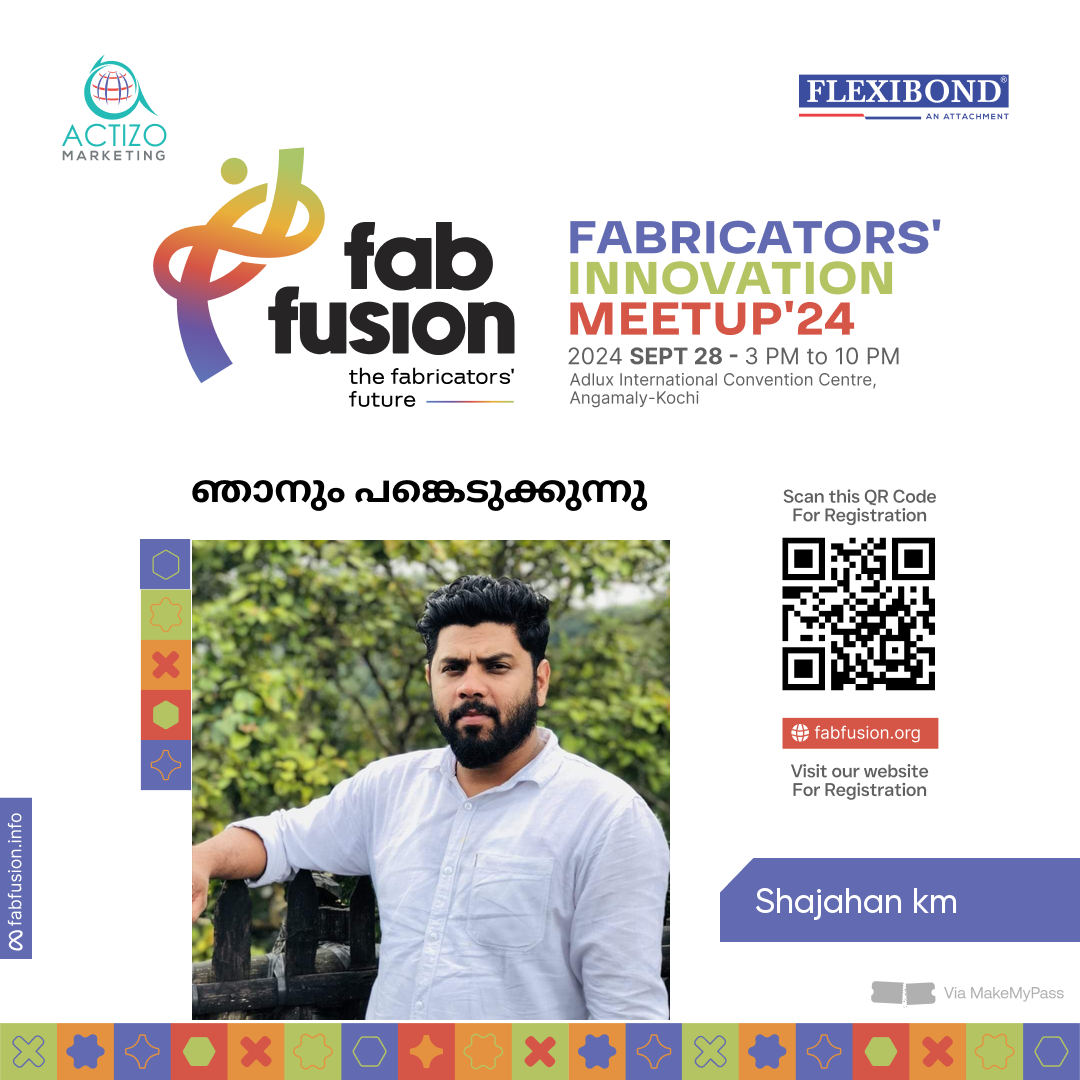 ACTIZO
MARKETING
FLEXIBOND®
AN ATTACHMENT
fab
fusion
the fabricators'
future
FABRICATORS'
INNOVATION
MEETUP'24
2024 SEPT 28 - 3 PM to 10 PM
Adlux International Convention Centre,
Angamaly-Kochi
ഞാനും പങ്കെടുക്കുന്നു
Scan this QR Code
For Registration
fabfusion.org
Visit our website
For Registration
fabfusion.info
Shajahan km
Via MakeMyPass